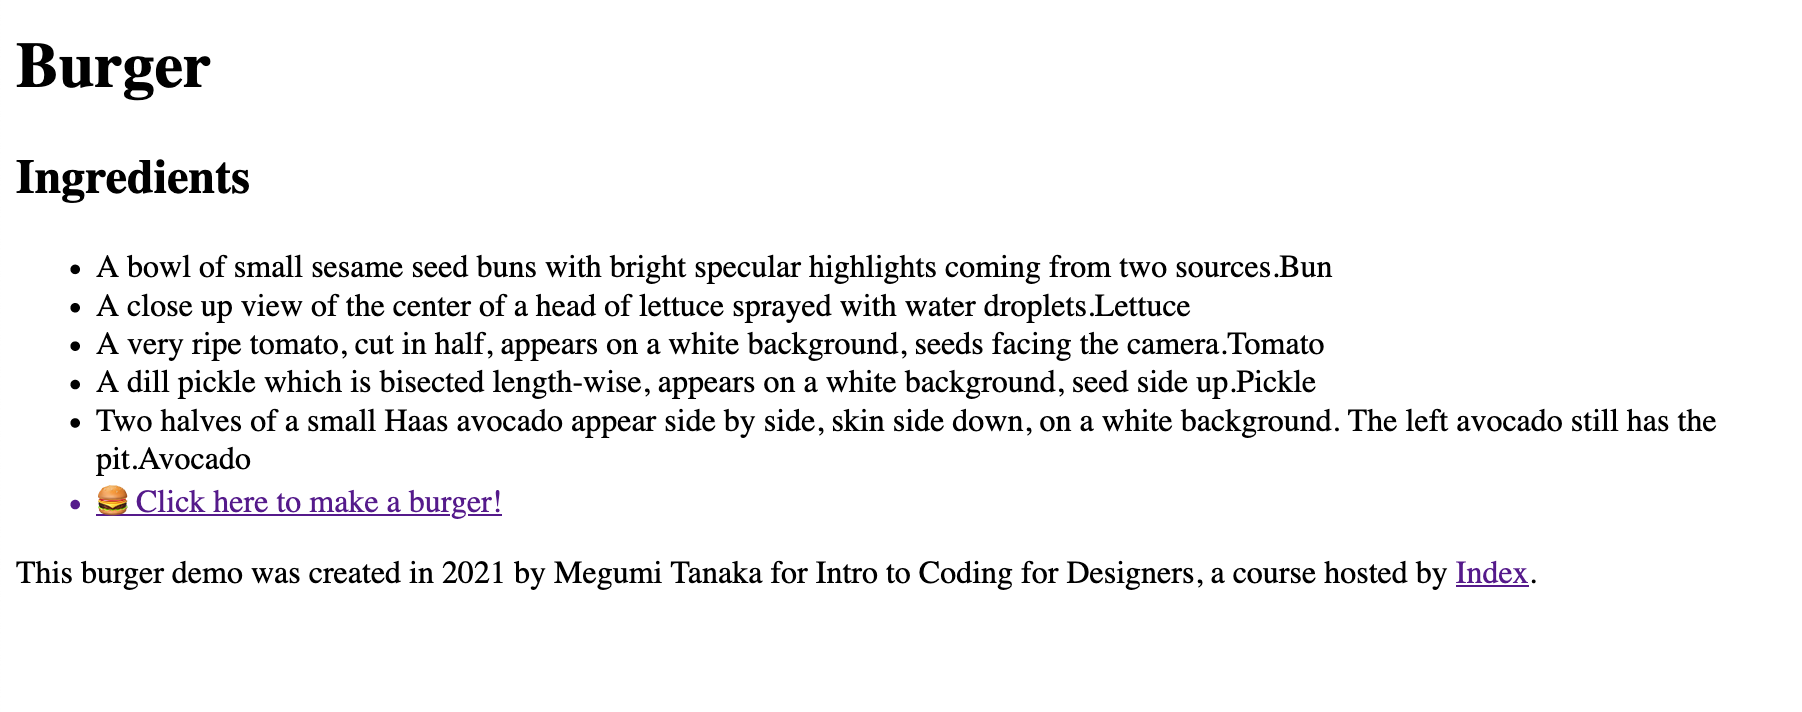 Burger
Ingredients
• A bowl of small sesame seed buns with bright specular highlights coming from two sources.Bun
• A close up view of the center of a head of lettuce sprayed with water droplets.Lettuce
• A very ripe tomato, cut in half, appears on a white background, seeds facing the camera.Tomato
• A dill pickle which is bisected length-wise, appears on a white background, seed side up.Pickle
• Two halves of a small Haas avocado appear side by side, skin side down, on a white background. The left avocado still has the
pit.Avocado
• 🍔 Click here to make a burger!
This burger demo was created in 2021 by Megumi Tanaka for Intro to Coding for Designers, a course hosted by Index.